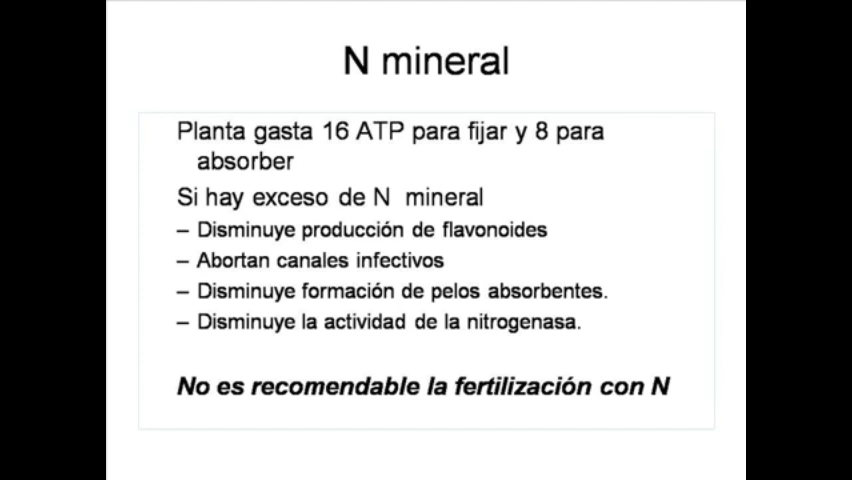 N mineral
Planta gasta 16 ATP para fijar y 8 para
absorber
Si hay exceso de N mineral
– Disminuye producción de flavonoides
– Abortan canales infectivos
– Disminuye formación de pelos absorbentes.
– Disminuye la actividad de la nitrogenasa.
No es recomendable la fertilización con N